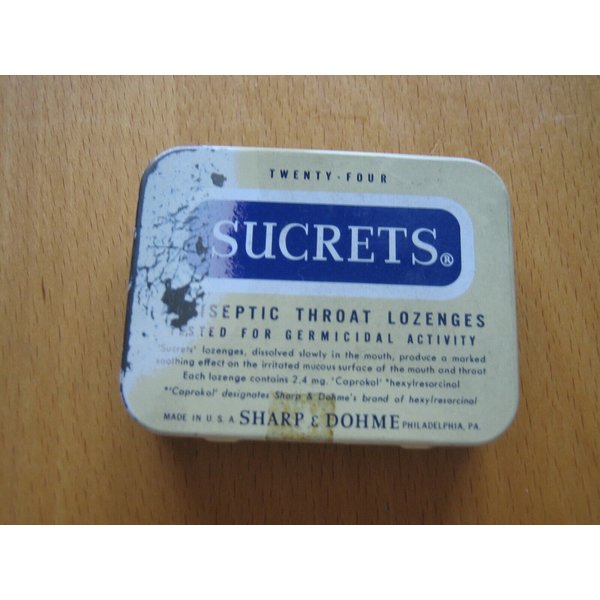 TWENTY-FOUR
SUCRETS®
ISEPTIC THROAT LOZENGES
TESTED FOR GERMICIDAL ACTIVITY
'Sucrets' lozenges, dissolved slowly in the mouth, produce a marked
soothing effect on the irritated mucous surface of the mouth and throat
Each lozenge contains 2.4 mg. 'Caprokol' *hexylresorcinol
*'Caprokol' designates Sharp & Dohme's brand of hexylresorcinol
MADE IN U.S.A. SHARP & DOHME PHILADELPHIA, PA.